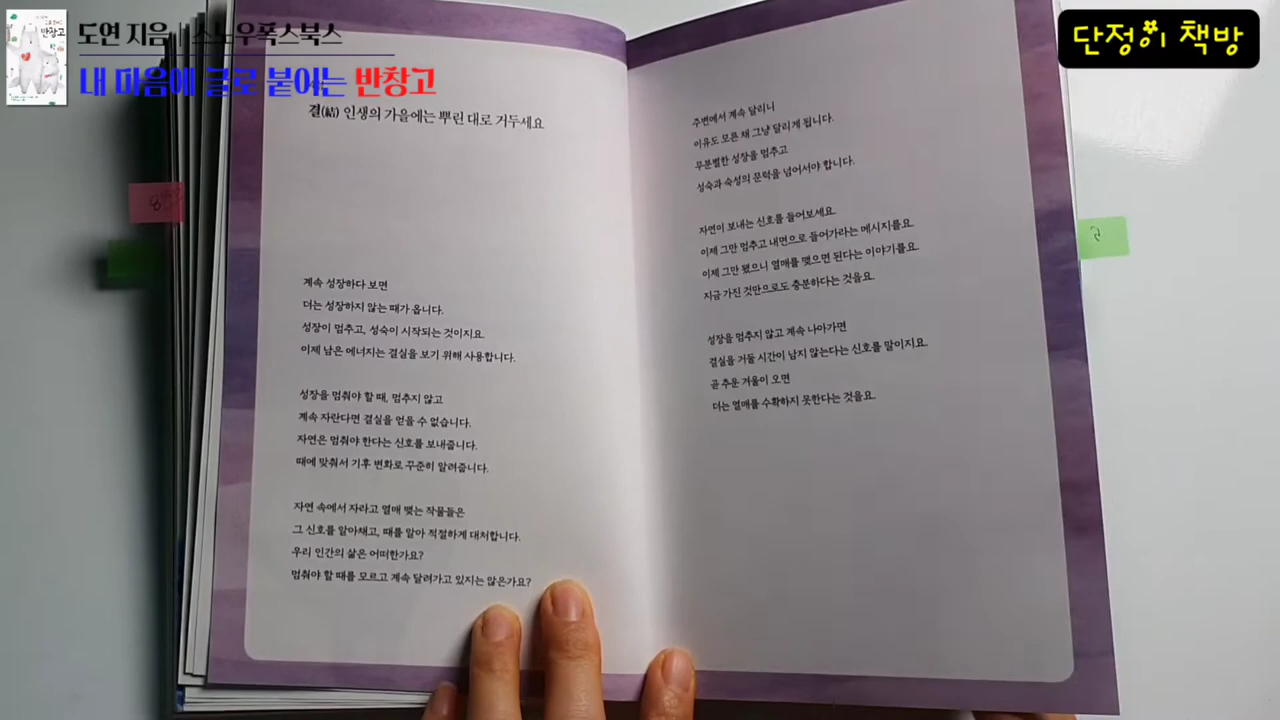 도연 지음 | 스노우폭스북스
내 마음에 글로 붙이는 반창고
반창고
단정이 책방
결(結) 인생의 가을에는 뿌린 대로 거두세요
계속 성장하다 보면
더는 성장하지 않는 때가 옵니다.
성장이 멈추고, 성숙이 시작되는 것이지요.
이제 남은 에너지는 결실을 보기 위해 사용합니다.
성장을 멈춰야 할 때, 멈추지 않고
계속 자란다면 결실을 얻을 수 없습니다.
자연은 멈춰야 한다는 신호를 보내줍니다.
때에 맞춰서 기후 변화로 꾸준히 알려줍니다.
자연 속에서 자라고 열매 맺는 작물들은
그 신호를 알아채고, 때를 알아 적절하게 대처합니다.
우리 인간의 삶은 어떠한가요?
멈춰야 할 때를 모르고 계속 달려가고 있지는 않은가요?
주변에서 계속 달리니
이유도 모른 채 그냥 달리게 됩니다.
무분별한 성장을 멈추고
성숙과 숙성의 문턱을 넘어서야 합니다.
자연이 보내는 신호를 들어보세요.
이제 그만 멈추고 내면으로 들어가라는 메시지를요.
이제 그만 됐으니 열매를 맺으면 된다는 이야기를요.
지금 가진 것만으로도 충분하다는 것을요.
성장을 멈추지 않고 계속 나아가면
결실을 거둘 시간이 남지 않는다는 신호를 말이지요.
곧 추운 겨울이 오면
더는 열매를 수확하지 못한다는 것을요.